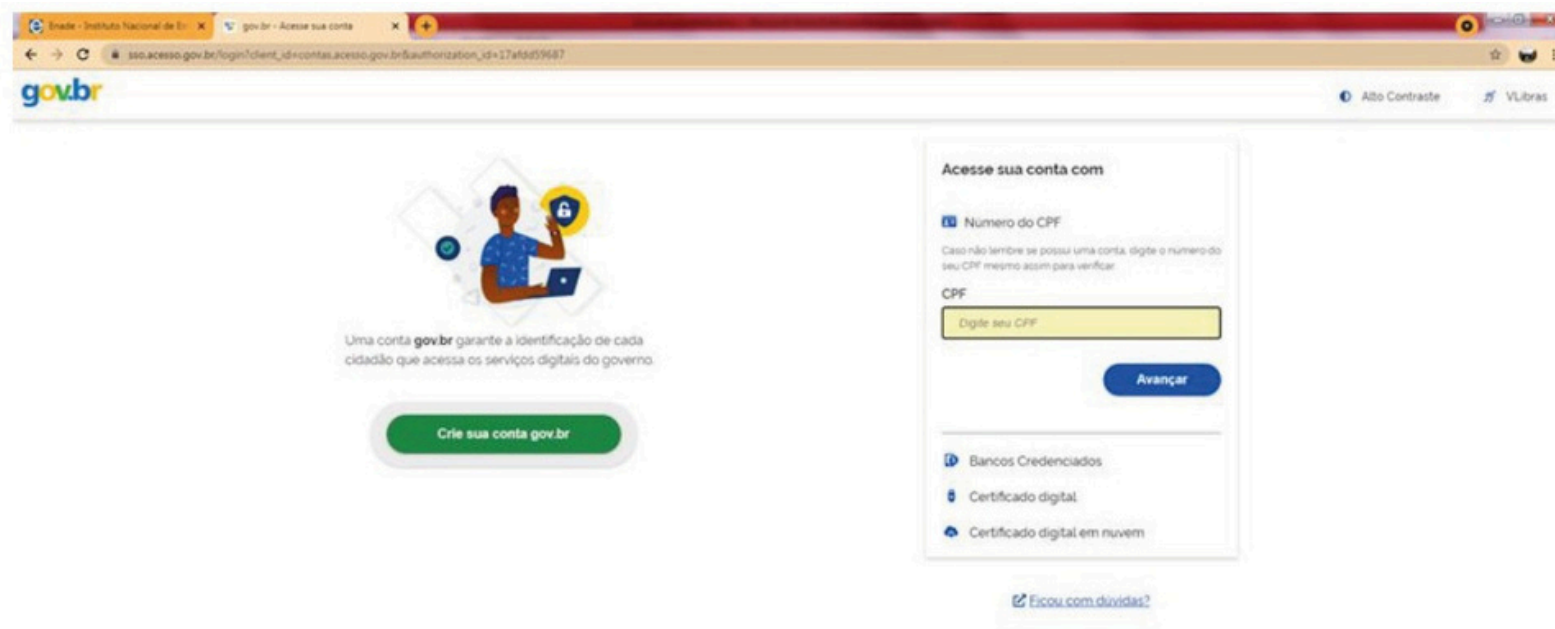 Enade - Instituto Nacional de Es
gov.br - Acesse sua conta
sso.acesso.gov.br/login?client_id=contas.acesso.gov.br&authorization_id=17afdd59687
gov.br
Alto Contraste
VLibras
Acesse sua conta com
Número do CPF
Caso não lembre se possui uma conta, digite o número do
seu CPF mesmo assim para verificar.
CPF
Digite seu CPF
Avançar
Uma conta gov.br garante a identificação de cada
cidadão que acessa os serviços digitais do governo.
Crie sua conta gov.br
Bancos Credenciados
Certificado digital
Certificado digital em nuvem
Ficou com dúvidas?